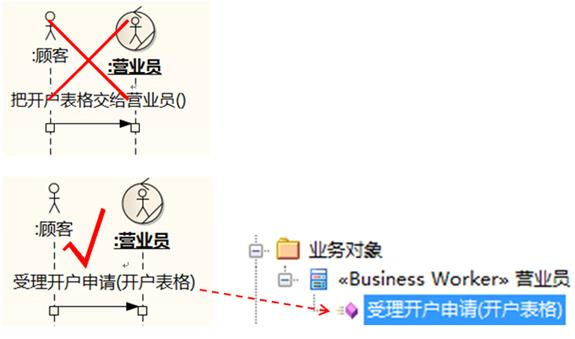 :顾客
:营业员
把开户表格交给营业员()
:顾客
:营业员
受理开户申请(开户表格)
业务对象
«Business Worker» 营业员
受理开户申请(开户表格)